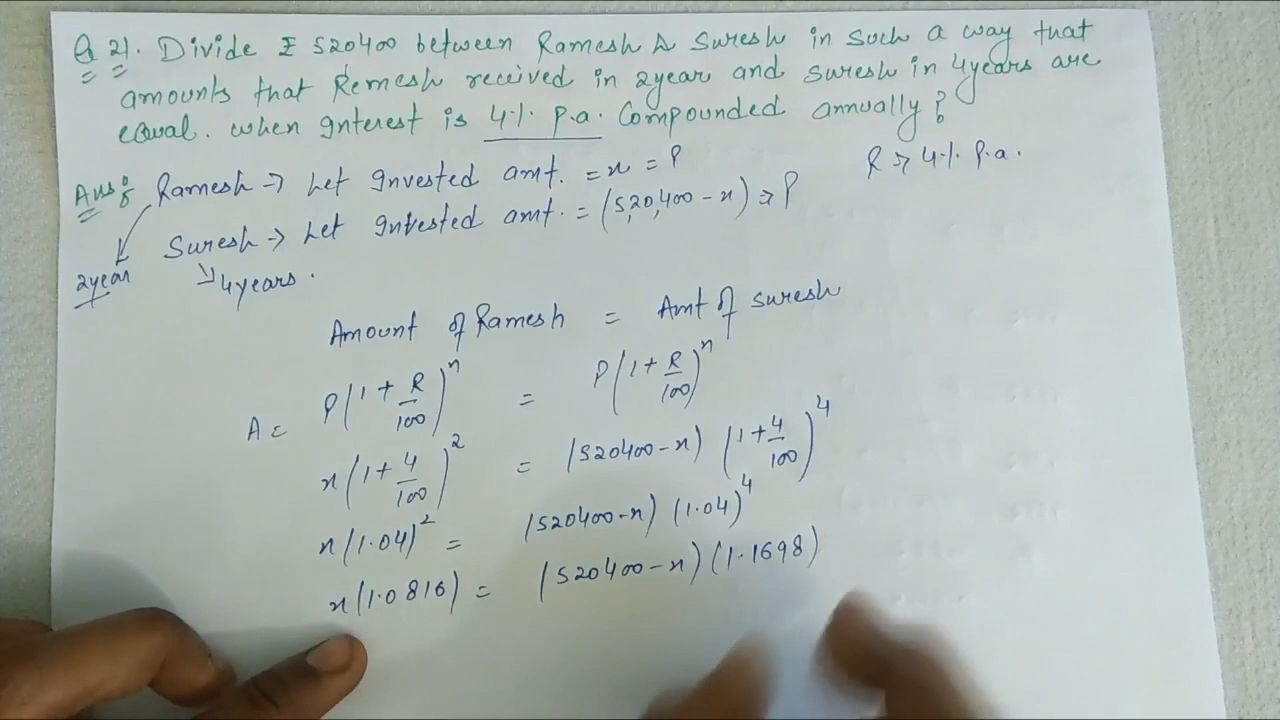 Q 21. Divide ₹ 520400 between Ramesh & Suresh in such a way that
amounts that Remesh received in 2year and suresh in 4years are
equal. when Interest is 4% p.a. Compounded annually?
Ans: Ramesh → Let Invested amt. = x = P
R → 4% P.a.
Suresh → Let Invested amt. = (5,20,400 - x) = P
2year
4years.
Amount of Ramesh = Amt of suresh
A = P(1 + R/100)^n = P(1 + R/100)^n
x(1 + 4/100)^2 = (520400 - x) (1 + 4/100)^4
x(1.04)^2 = (520400 - x) (1.04)^4
x(1.0816) = (520400 - x) (1.1698)